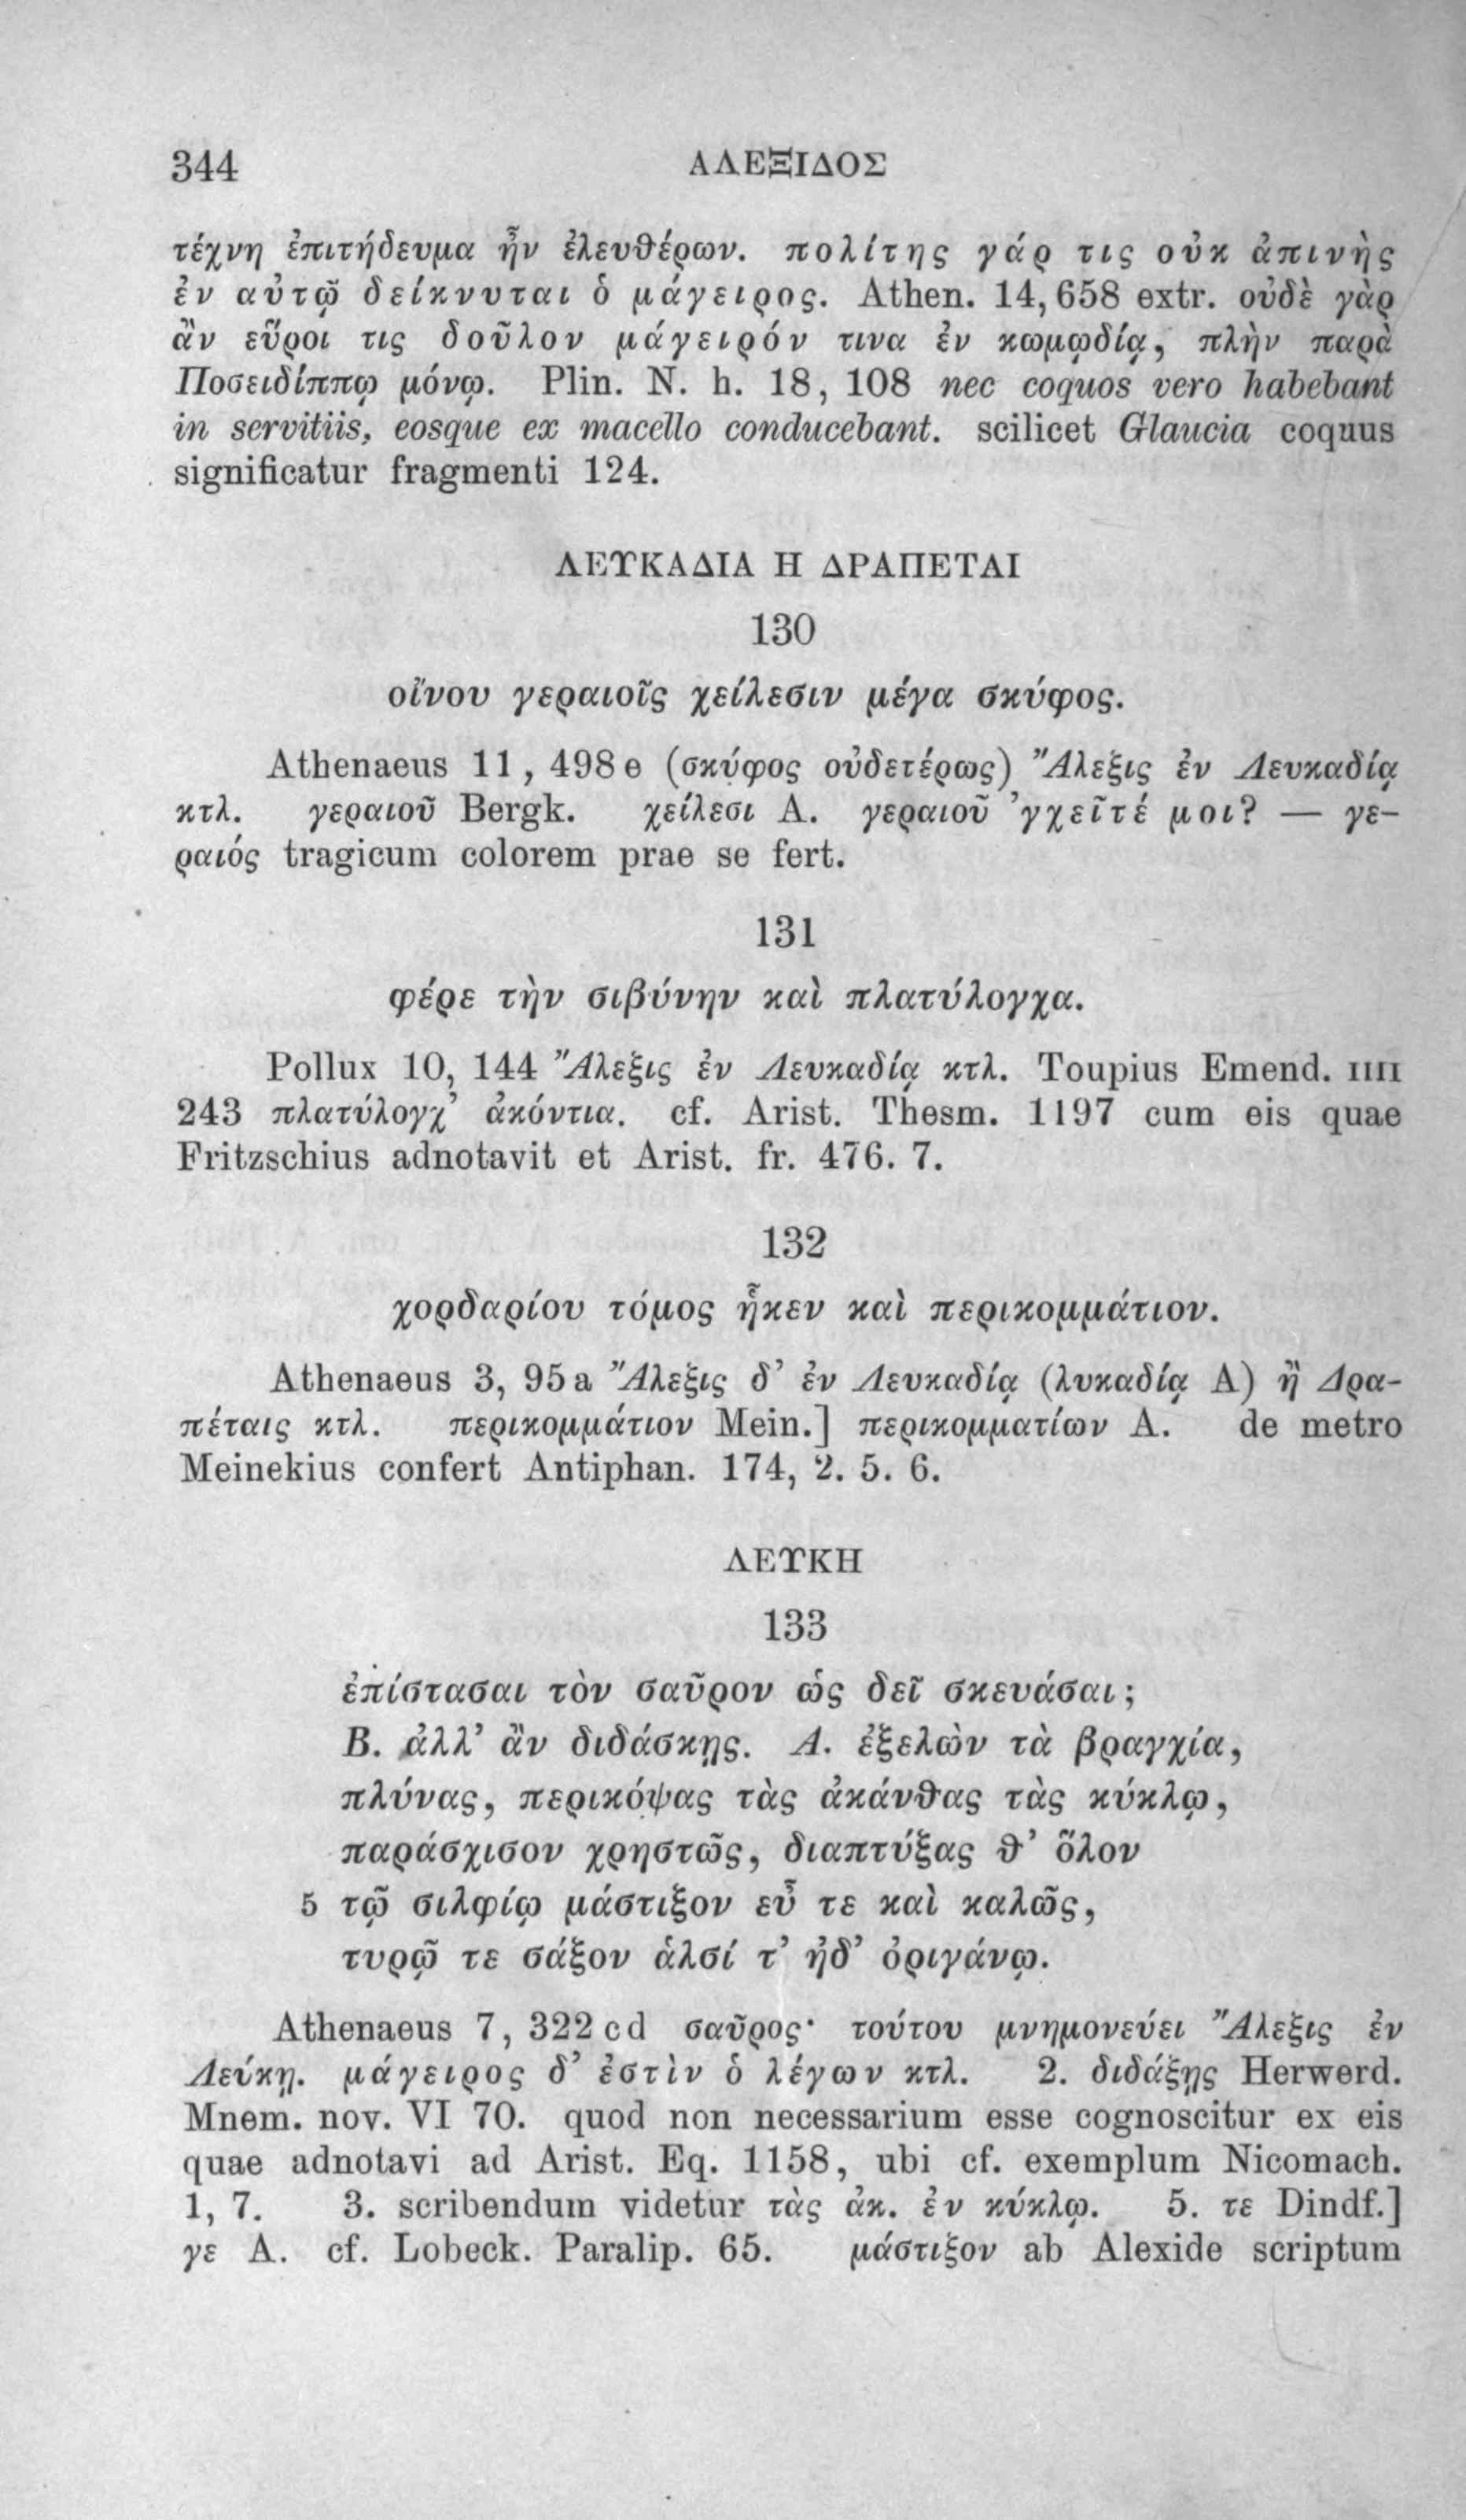 344 ΑΛΕΞΙΔΟΣ
τέχνη ἐπιτήδευμα ἦν ἐλευθέρων. πολίτης γάρ τις οὐκ ἀπινὴς
ἐν αὐτῷ δείκνυται ὁ μάγειρος. Athen. 14, 658 extr. οὐδὲ γὰρ
ἂν εὕροι τις δοῦλον μάγειρόν τινα ἐν κωμῳδίᾳ, πλὴν παρὰ
Ποσειδίππῳ μόνῳ. Plin. N. h. 18, 108 nec coquos vero habebant
in servitiis, eosque ex macello conducebant. scilicet Glaucia coquus
significatur fragmenti 124.
ΛΕΥΚΑΔΙΑ Η ΔΡΑΠΕΤΑΙ
130
οἴνου γεραιοῖς χείλεσιν μέγα σκύφος.
Athenaeus 11, 498 e (σκύφος οὐδετέρως) Ἄλεξις ἐν Λευκαδίᾳ
κτλ. γεραιοῦ Bergk. χείλεσι A. γεραιοῦ ’γχεῖτέ μοι? — γε-
ραιός tragicum colorem prae se fert.
131
φέρε τὴν σιβύνην καὶ πλατύλογχα.
Pollux 10, 144 Ἄλεξις ἐν Λευκαδίᾳ κτλ. Toupius Emend. IIII
243 πλατύλογχ’ ἀκόντια. cf. Arist. Thesm. 1197 cum eis quae
Fritzschius adnotavit et Arist. fr. 476. 7.
132
χορδαρίου τόμος ἧκεν καὶ περικομμάτιον.
Athenaeus 3, 95 a Ἄλεξις δ’ ἐν Λευκαδίᾳ (λυκαδίᾳ A) ἢ Δρα-
πέταις κτλ. περικομμάτιον Mein.] περικομματίων A. de metro
Meinekius confert Antiphan. 174, 2. 5. 6.
ΛΕΥΚΗ
133
ἐπίστασαι τὸν σαῦρον ὡς δεῖ σκευάσαι;
B. ἀλλ’ ἂν διδάσκῃς. A. ἐξελὼν τὰ βραγχία,
πλύνας, περικόψας τὰς ἀκάνθας τὰς κύκλῳ,
παράσχισον χρηστῶς, διαπτύξας θ’ ὅλον
5 τῷ σιλφίῳ μάστιξον εὖ τε καὶ καλῶς,
τυρῷ τε σάξον ἁλσί τ’ ἠδ’ ὀριγάνῳ.
Athenaeus 7, 322 cd σαῦρος· τούτου μνημονεύει Ἄλεξις ἐν
Λεύκῃ. μάγειρος δ’ ἐστὶν ὁ λέγων κτλ. 2. διδάξῃς Herwerd.
Mnem. nov. VI 70. quod non necessarium esse cognoscitur ex eis
quae adnotavi ad Arist. Eq. 1158, ubi cf. exemplum Nicomach.
1, 7. 3. scribendum videtur τὰς ἀκ. ἐν κύκλῳ. 5. τε Dindf.]
γε A. cf. Lobeck. Paralip. 65. μάστιξον ab Alexide scriptum